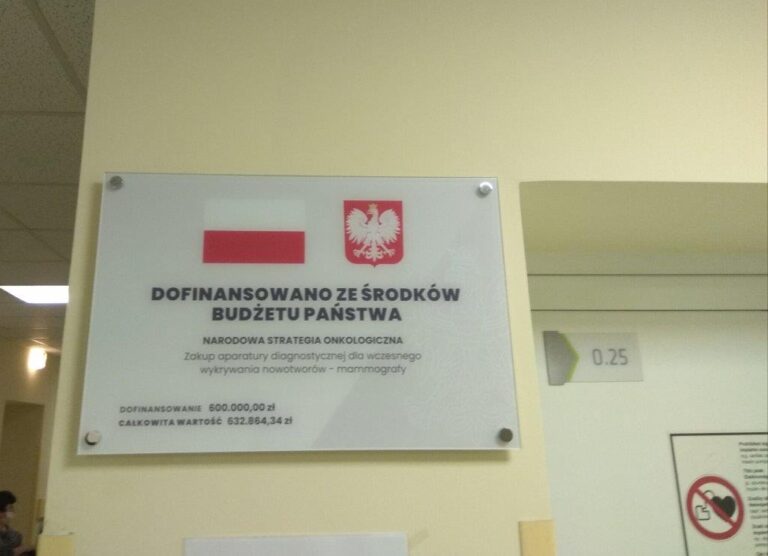 DOFINANSOWANO ZE ŚRODKÓW
BUDŻETU PAŃSTWA
NARODOWA STRATEGIA ONKOLOGICZNA
Zakup aparatury diagnostycznej dla wczesnego
wykrywania nowotworów - mammografy
DOFINANSOWANIE 600.000,00 zł
CAŁKOWITA WARTOŚĆ 632.864,34 zł
0.25